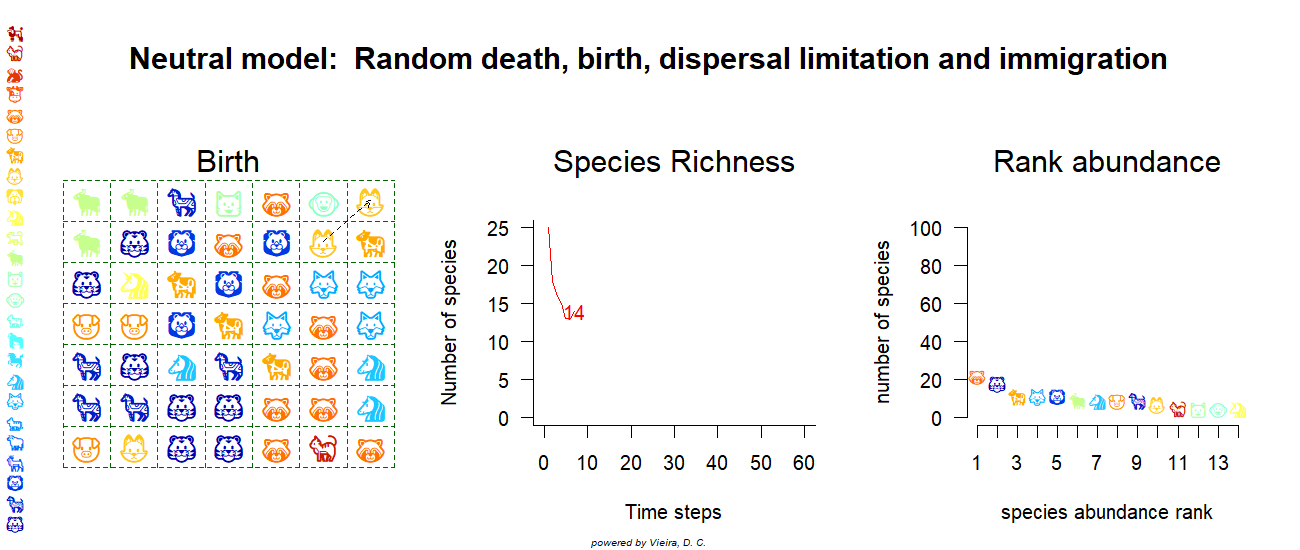 Neutral model:  Random death, birth, dispersal limitation and immigration
Birth
Species Richness
Number of species
25
20
15
10
5
0
14
0 10 20 30 40 50 60
Time steps
Rank abundance
number of species
100
80
60
40
20
0
1 3 5 7 9 11 13
species abundance rank
powered by Vieira, D. C.